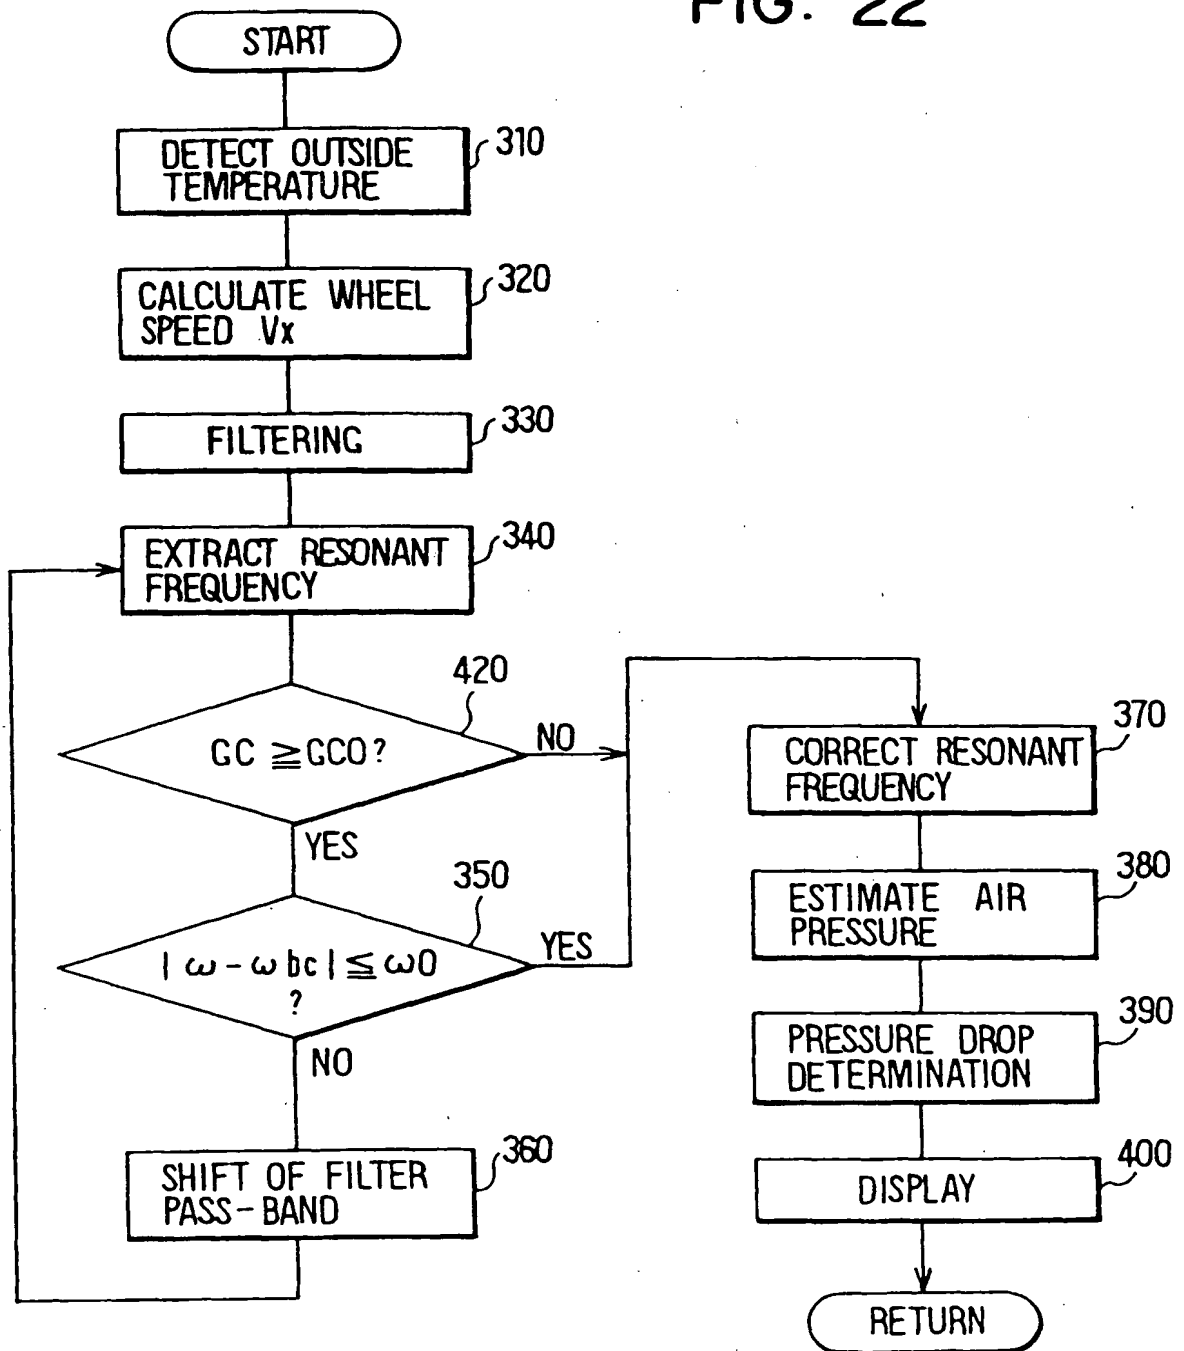 FIG. 22
START
310
DETECT OUTSIDE
TEMPERATURE
320
CALCULATE WHEEL
SPEED Vx
330
FILTERING
340
EXTRACT RESONANT
FREQUENCY
420
GC ≧ GC0?
NO
YES
350
| ω - ω bc | ≦ ω0
?
YES
NO
360
SHIFT OF FILTER
PASS-BAND
370
CORRECT RESONANT
FREQUENCY
380
ESTIMATE AIR
PRESSURE
390
PRESSURE DROP
DETERMINATION
400
DISPLAY
RETURN